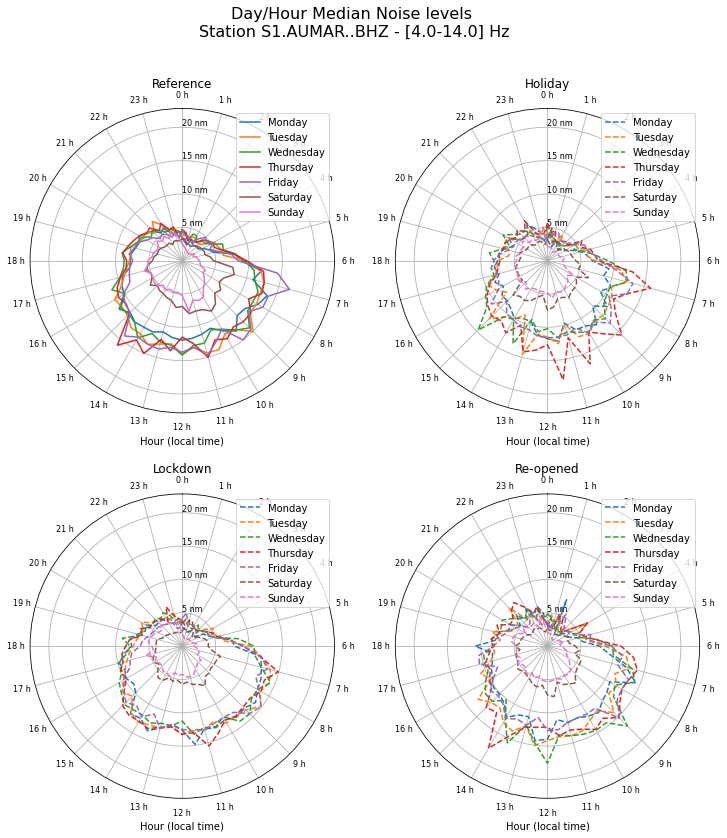 Day/Hour Median Noise levels
Station S1.AUMAR..BHZ - [4.0-14.0] Hz
Reference
0 h
23 h
1 h
22 h
21 h
20 h
19 h
18 h
17 h
16 h
15 h
14 h
13 h
12 h
11 h
10 h
9 h
8 h
7 h
6 h
5 h
4 h
20 nm
15 nm
10 nm
5 nm
Monday
Tuesday
Wednesday
Thursday
Friday
Saturday
Sunday
Hour (local time)
Holiday
0 h
23 h
1 h
22 h
21 h
20 h
19 h
18 h
17 h
16 h
15 h
14 h
13 h
12 h
11 h
10 h
9 h
8 h
7 h
6 h
5 h
4 h
20 nm
15 nm
10 nm
5 nm
Monday
Tuesday
Wednesday
Thursday
Friday
Saturday
Sunday
Hour (local time)
Lockdown
0 h
23 h
1 h
22 h
21 h
20 h
19 h
18 h
17 h
16 h
15 h
14 h
13 h
12 h
11 h
10 h
9 h
8 h
7 h
6 h
5 h
4 h
20 nm
15 nm
10 nm
5 nm
Monday
Tuesday
Wednesday
Thursday
Friday
Saturday
Sunday
Hour (local time)
Re-opened
0 h
23 h
1 h
22 h
21 h
20 h
19 h
18 h
17 h
16 h
15 h
14 h
13 h
12 h
11 h
10 h
9 h
8 h
7 h
6 h
5 h
4 h
20 nm
15 nm
10 nm
5 nm
Monday
Tuesday
Wednesday
Thursday
Friday
Saturday
Sunday
Hour (local time)